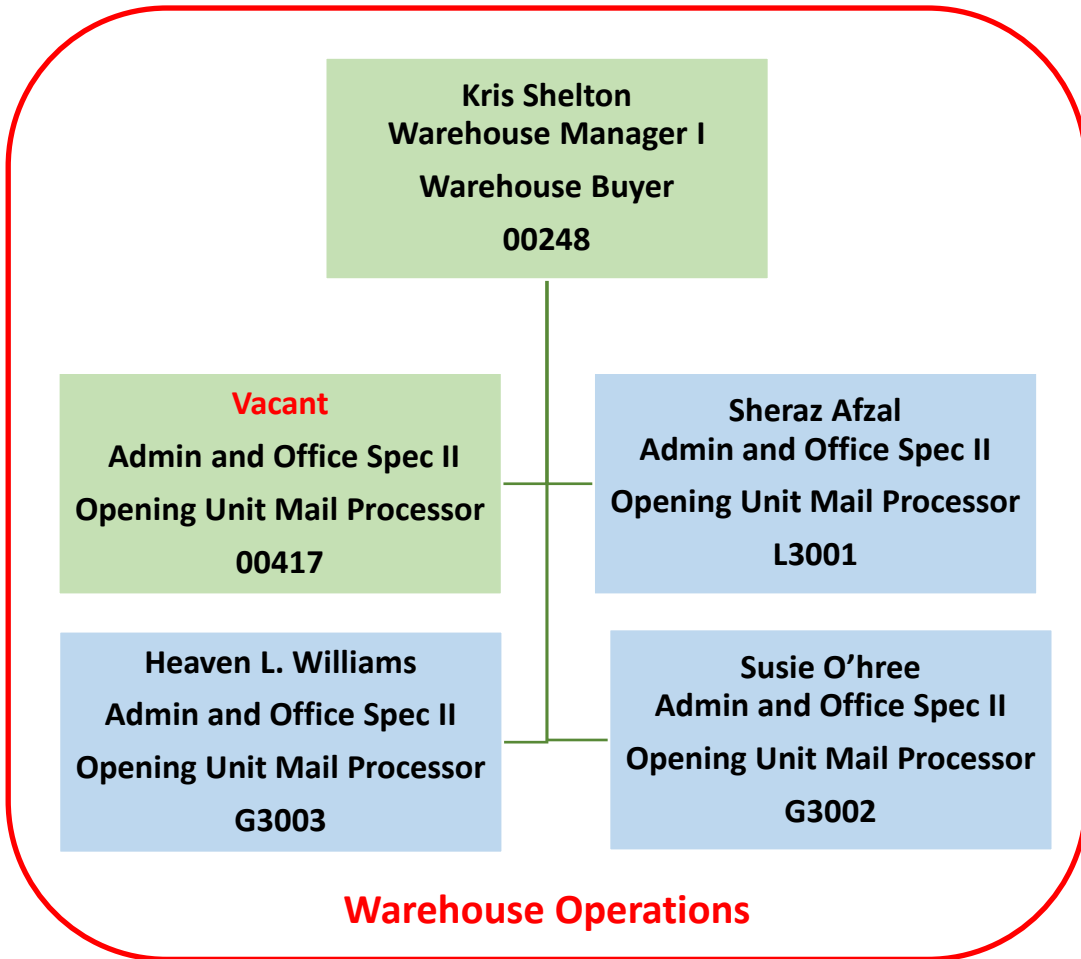 Kris Shelton
Warehouse Manager I
Warehouse Buyer
00248
Vacant
Admin and Office Spec II
Opening Unit Mail Processor
00417
Sheraz Afzal
Admin and Office Spec II
Opening Unit Mail Processor
L3001
Heaven L. Williams
Admin and Office Spec II
Opening Unit Mail Processor
G3003
Susie O’hree
Admin and Office Spec II
Opening Unit Mail Processor
G3002
Warehouse Operations